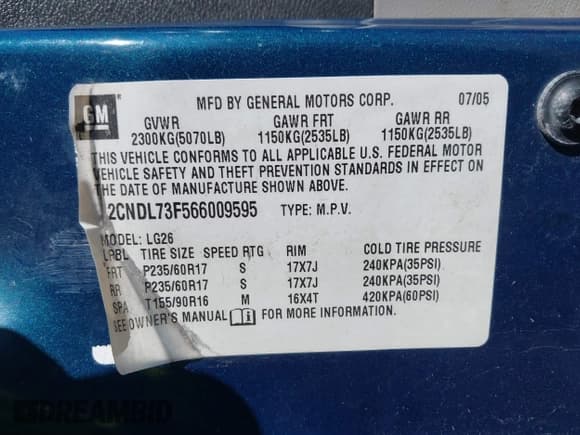 GM
MFD BY GENERAL MOTORS CORP. 07/05
GVWR GAWR FRT GAWR RR
2300KG(5070LB) 1150KG(2535LB) 1150KG(2535LB)
THIS VEHICLE CONFORMS TO ALL APPLICABLE U.S. FEDERAL MOTOR
VEHICLE SAFETY AND THEFT PREVENTION STANDARDS IN EFFECT ON
THE DATE OF MANUFACTURE SHOWN ABOVE.
2CNDL73F566009595 TYPE: M.P.V.
MODEL: LG26
LPBL TIRE SIZE SPEED RTG RIM COLD TIRE PRESSURE
FRT P235/60R17 S 17X7J 240KPA(35PSI)
RR P235/60R17 S 17X7J 240KPA(35PSI)
SPA T155/90R16 M 16X4T 420KPA(60PSI)
SEE OWNER'S MANUAL FOR MORE INFORMATION.
DREAMBID